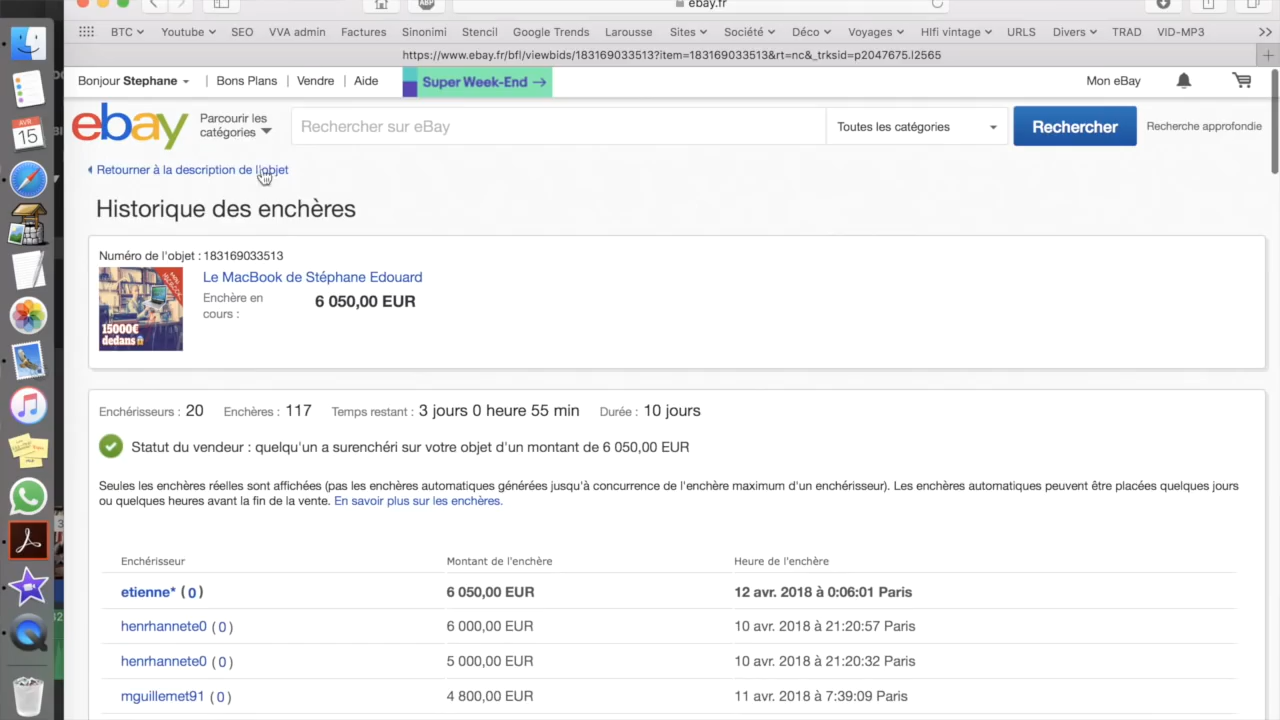 ebay.fr
BTC Youtube SEO VVA admin Factures Sinonimi Stencil Google Trends Larousse Sites Société Déco Voyages HIfi vintage URLS Divers TRAD VID-MP3
https://www.ebay.fr/bfl/viewbids/183169033513?item=183169033513&rt=nc&_trksid=p2047675.l2565
Bonjour Stephane Bons Plans Vendre Aide Super Week-End → Mon eBay
ebay
Parcourir les
catégories
Rechercher sur eBay
Toutes les catégories
Rechercher
Recherche approfondie
Retourner à la description de l'objet
Historique des enchères
Numéro de l'objet : 183169033513
Le MacBook de Stéphane Edouard
Enchère en
cours :
6 050,00 EUR
15000€
dedans
Enchérisseurs : 20 Enchères : 117 Temps restant : 3 jours 0 heure 55 min Durée : 10 jours
Statut du vendeur : quelqu'un a surenchéri sur votre objet d'un montant de 6 050,00 EUR
Seules les enchères réelles sont affichées (pas les enchères automatiques générées jusqu'à concurrence de l'enchère maximum d'un enchérisseur). Les enchères automatiques peuvent être placées quelques jours
ou quelques heures avant la fin de la vente. En savoir plus sur les enchères.
Enchérisseur Montant de l'enchère Heure de l'enchère
etienne* ( 0 ) 6 050,00 EUR 12 avr. 2018 à 0:06:01 Paris
henrhannete0 ( 0 ) 6 000,00 EUR 10 avr. 2018 à 21:20:57 Paris
henrhannete0 ( 0 ) 5 000,00 EUR 10 avr. 2018 à 21:20:32 Paris
mguillemet91 ( 0 ) 4 800,00 EUR 11 avr. 2018 à 7:39:09 Paris
ABP
AVR
15